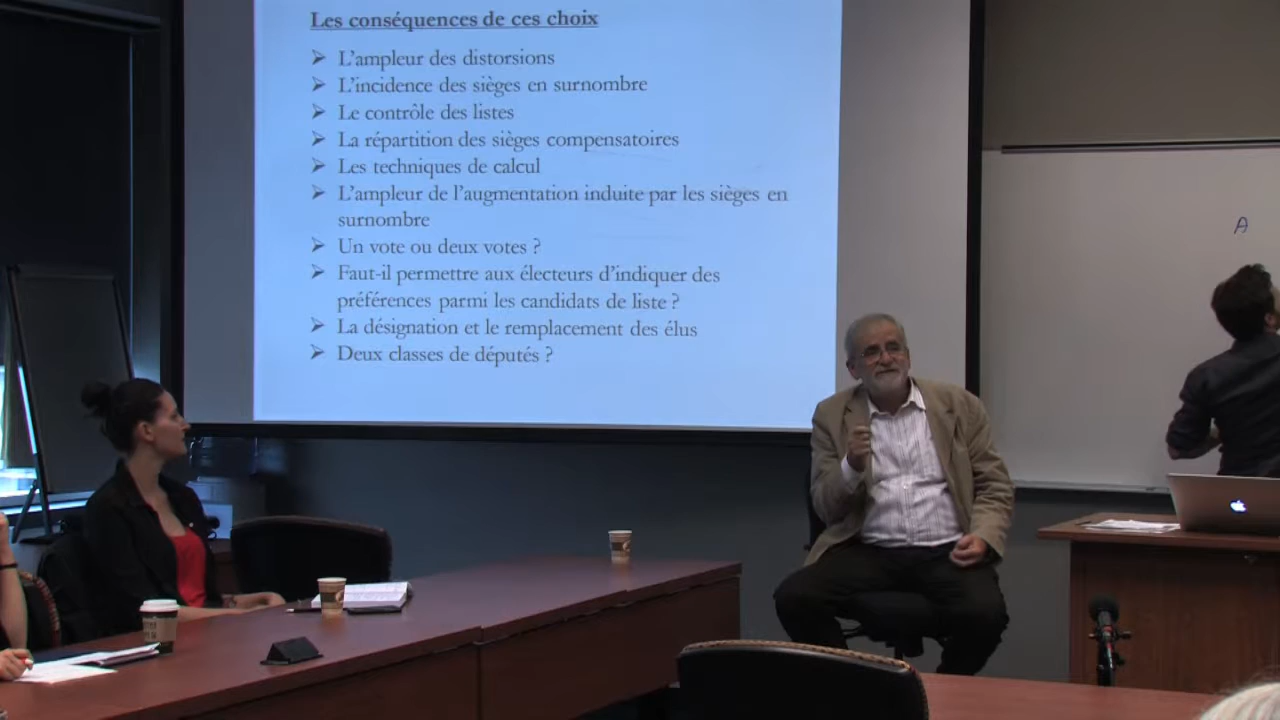 Les conséquences de ces choix
L'ampleur des distorsions
L'incidence des sièges en surnombre
Le contrôle des listes
La répartition des sièges compensatoires
Les techniques de calcul
L'ampleur de l'augmentation induite par les sièges en
surnombre
Un vote ou deux votes ?
Faut-il permettre aux électeurs d'indiquer des
préférences parmi les candidats de liste ?
La désignation et le remplacement des élus
Deux classes de députés ?
A